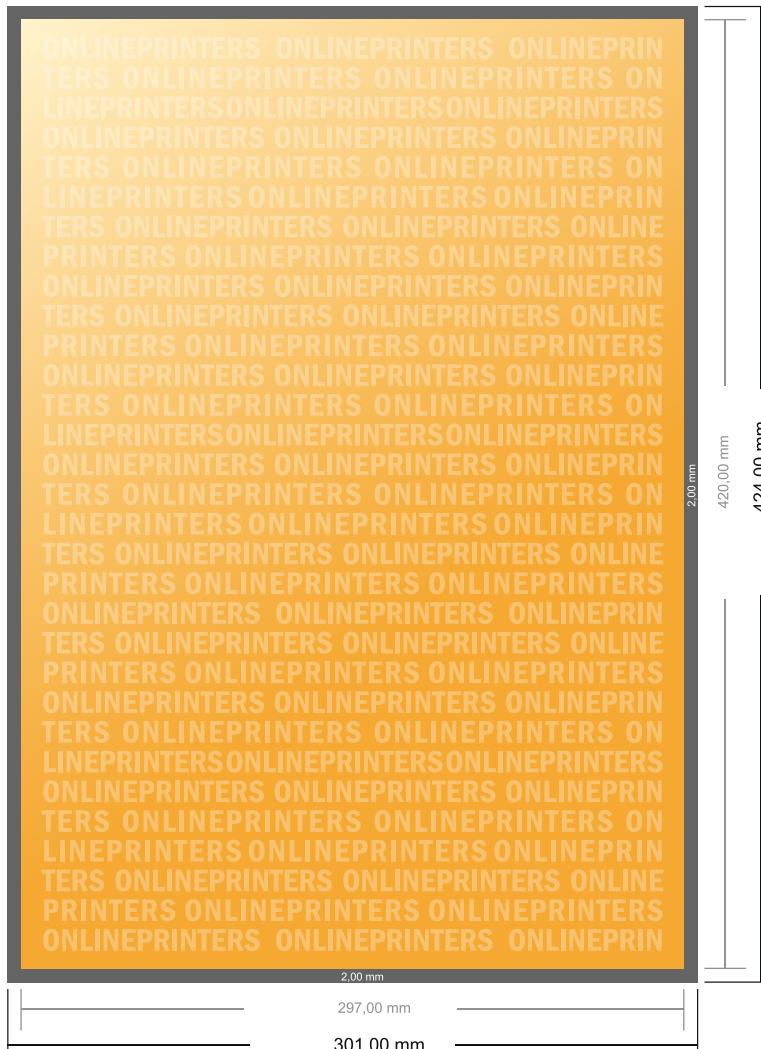 ONLINEPRINTERS ONLINEPRINTERS ONLINEPRIN
TERS ONLINEPRINTERS ONLINEPRINTERS ON
LINEPRINTERSONLINEPRINTERSONLINEPRINTERS
ONLINEPRINTERS ONLINEPRINTERS ONLINEPRIN
TERS ONLINEPRINTERS ONLINEPRINTERS ON
LINEPRINTERS ONLINEPRINTERS ONLINEPRIN
TERS ONLINEPRINTERS ONLINEPRINTERS ONLINE
PRINTERS ONLINEPRINTERS ONLINEPRINTERS
ONLINEPRINTERS ONLINEPRINTERS ONLINEPRIN
TERS ONLINEPRINTERS ONLINEPRINTERS ONLINE
PRINTERS ONLINEPRINTERS ONLINEPRINTERS
ONLINEPRINTERS ONLINEPRINTERS ONLINEPRIN
TERS ONLINEPRINTERS ONLINEPRINTERS ON
LINEPRINTERSONLINEPRINTERSONLINEPRINTERS
ONLINEPRINTERS ONLINEPRINTERS ONLINEPRIN
TERS ONLINEPRINTERS ONLINEPRINTERS ON
LINEPRINTERS ONLINEPRINTERS ONLINEPRIN
TERS ONLINEPRINTERS ONLINEPRINTERS ONLINE
PRINTERS ONLINEPRINTERS ONLINEPRINTERS
ONLINEPRINTERS ONLINEPRINTERS ONLINEPRIN
TERS ONLINEPRINTERS ONLINEPRINTERS ONLINE
PRINTERS ONLINEPRINTERS ONLINEPRINTERS
ONLINEPRINTERS ONLINEPRINTERS ONLINEPRIN
TERS ONLINEPRINTERS ONLINEPRINTERS ON
LINEPRINTERSONLINEPRINTERSONLINEPRINTERS
ONLINEPRINTERS ONLINEPRINTERS ONLINEPRIN
TERS ONLINEPRINTERS ONLINEPRINTERS ON
LINEPRINTERS ONLINEPRINTERS ONLINEPRIN
TERS ONLINEPRINTERS ONLINEPRINTERS ONLINE
PRINTERS ONLINEPRINTERS ONLINEPRINTERS
ONLINEPRINTERS ONLINEPRINTERS ONLINEPRIN
2,00 mm
420,00 mm
424,00 mm
2,00 mm
297,00 mm
301,00 mm